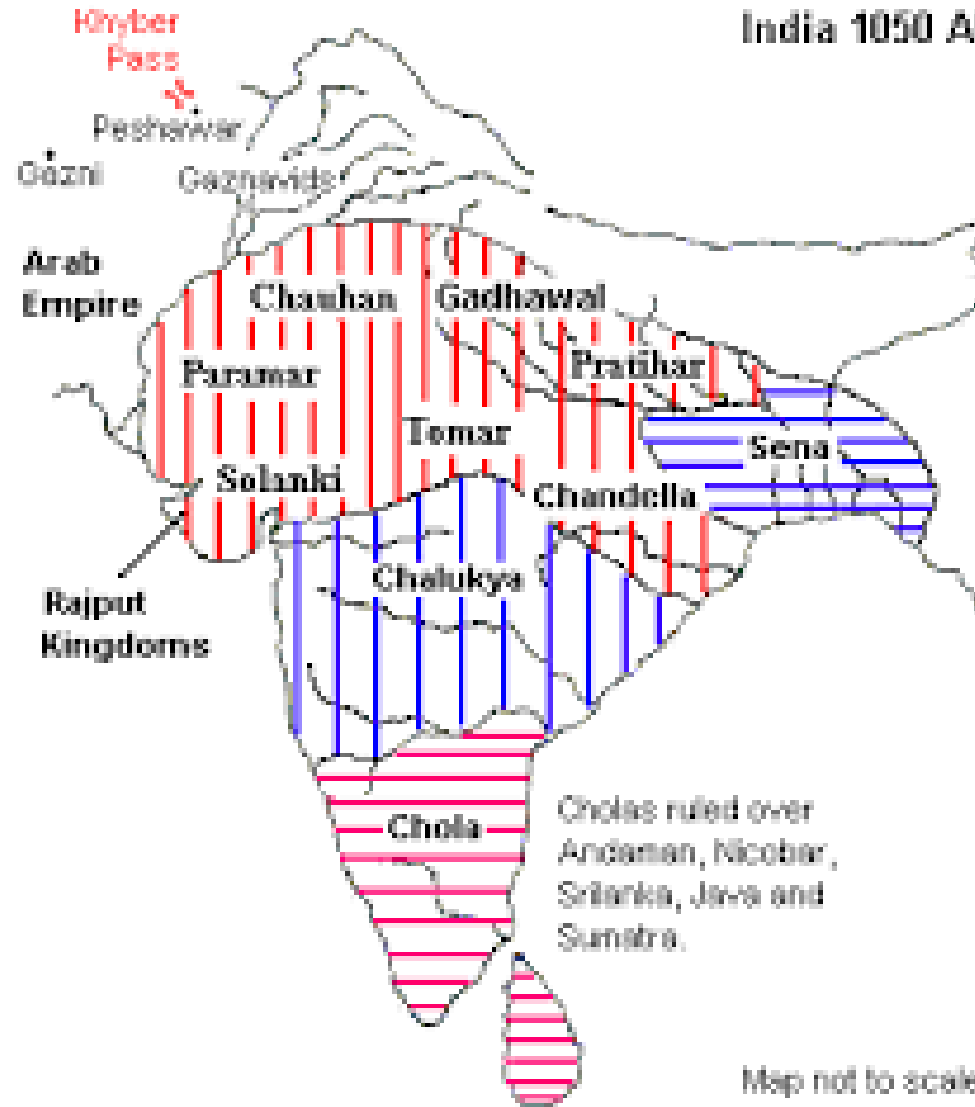 Khyber
Pass
India 1050 A
Peshawar
Gazni
Gaznavids
Arab
Empire
Chauhan
Gadhawal
Paramar
Pratihar
Tomar
Sena
Solanki
Chandella
Chalukya
Rajput
Kingdoms
Chola
Cholas ruled over
Andaman, Nicobar,
Srilanka, Java and
Sumatra.
Map not to scale